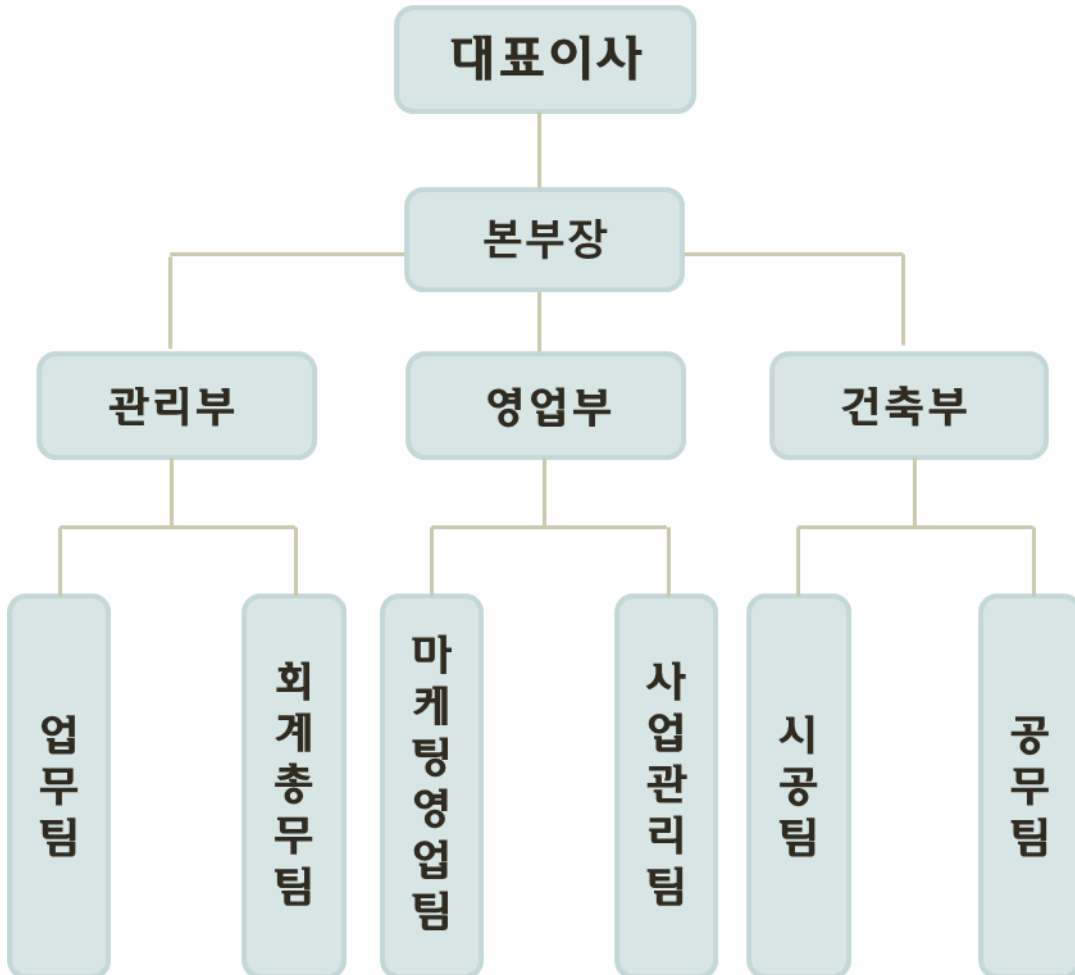 대표이사
본부장
관리부
영업부
건축부
업무팀
회계총무팀
마케팅영업팀
사업관리팀
시공팀
공무팀